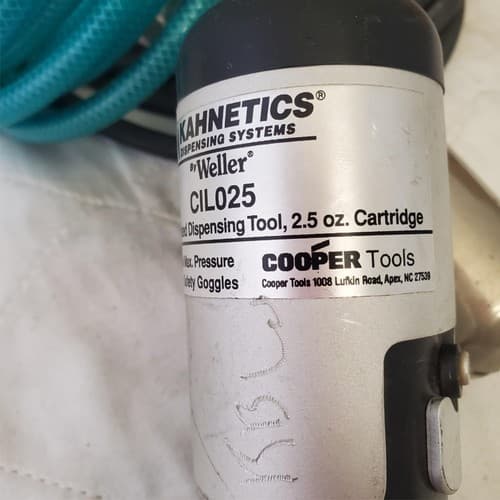 KAHNETICS®
DISPENSING SYSTEMS
By Weller®
CIL025
Dispensing Tool, 2.5 oz. Cartridge
Max. Pressure
Safety Goggles
COOPER Tools
Cooper Tools 1008 Lufkin Road, Apex, NC 27539
KBL